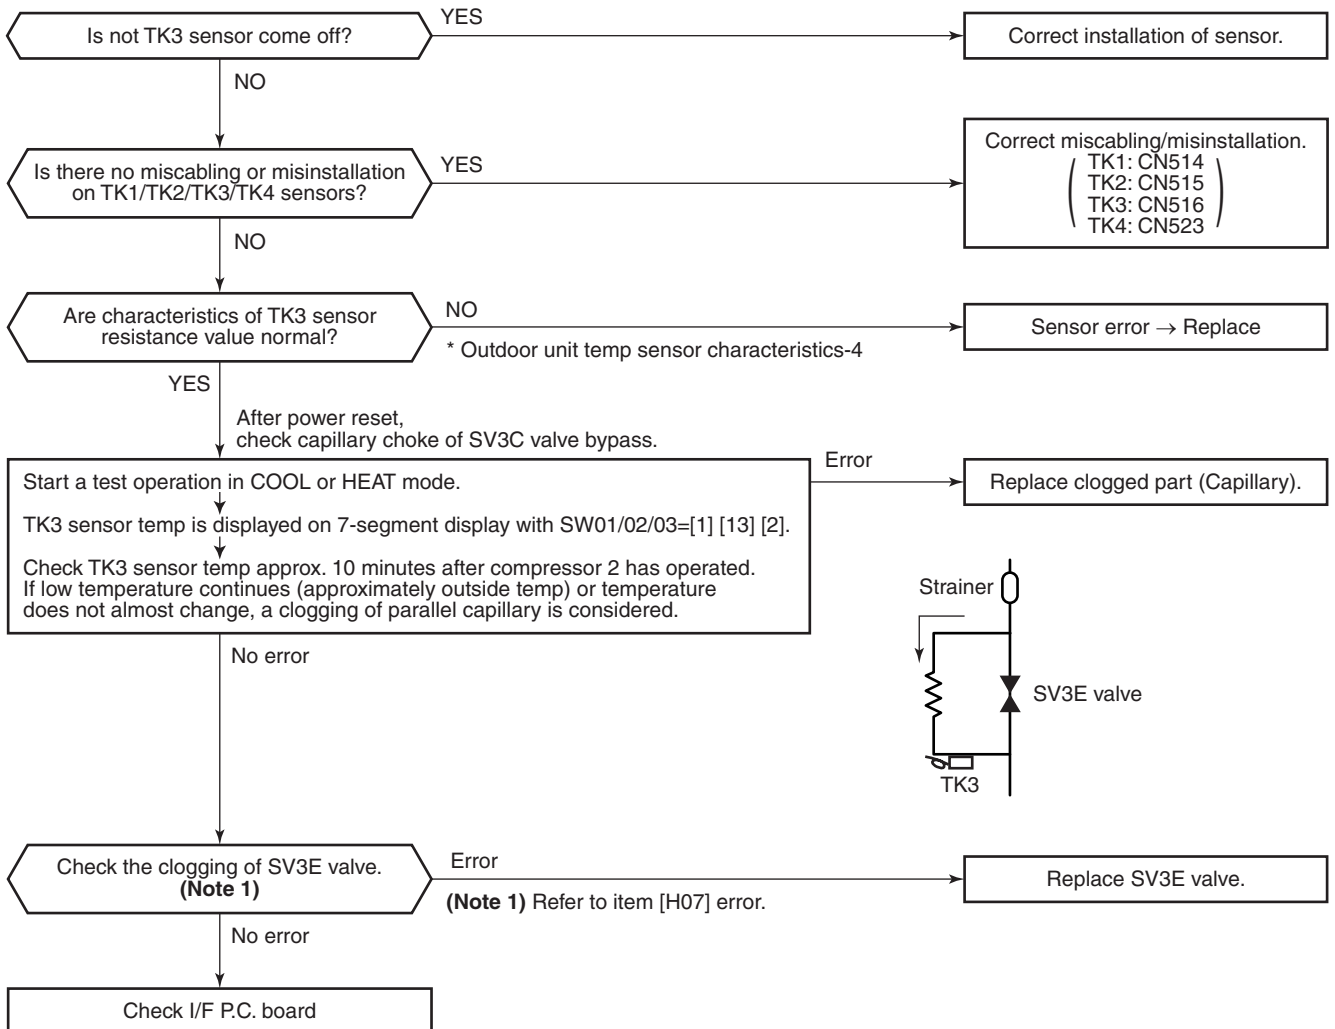 Is not TK3 sensor come off?
YES
Correct installation of sensor.
NO
Is there no miscabling or misinstallation
on TK1/TK2/TK3/TK4 sensors?
YES
Correct miscabling/misinstallation.
TK1: CN514
TK2: CN515
TK3: CN516
TK4: CN523
NO
Are characteristics of TK3 sensor
resistance value normal?
NO
* Outdoor unit temp sensor characteristics-4
Sensor error → Replace
YES
After power reset,
check capillary choke of SV3C valve bypass.
Start a test operation in COOL or HEAT mode.
TK3 sensor temp is displayed on 7-segment display with SW01/02/03=[1] [13] [2].
Check TK3 sensor temp approx. 10 minutes after compressor 2 has operated.
If low temperature continues (approximately outside temp) or temperature
does not almost change, a clogging of parallel capillary is considered.
Error
Replace clogged part (Capillary).
Strainer
SV3E valve
TK3
No error
Check the clogging of SV3E valve.
(Note 1)
Error
(Note 1) Refer to item [H07] error.
Replace SV3E valve.
No error
Check I/F P.C. board